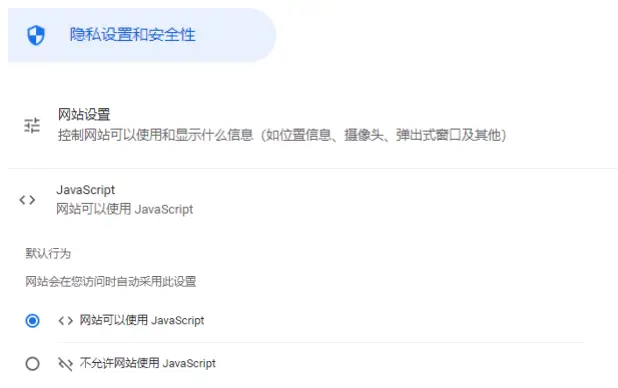 隐私设置和安全性
网站设置
控制网站可以使用和显示什么信息（如位置信息、摄像头、弹出式窗口及其他）
JavaScript
网站可以使用 JavaScript
默认行为
网站会在您访问时自动采用此设置
网站可以使用 JavaScript
不允许网站使用 JavaScript